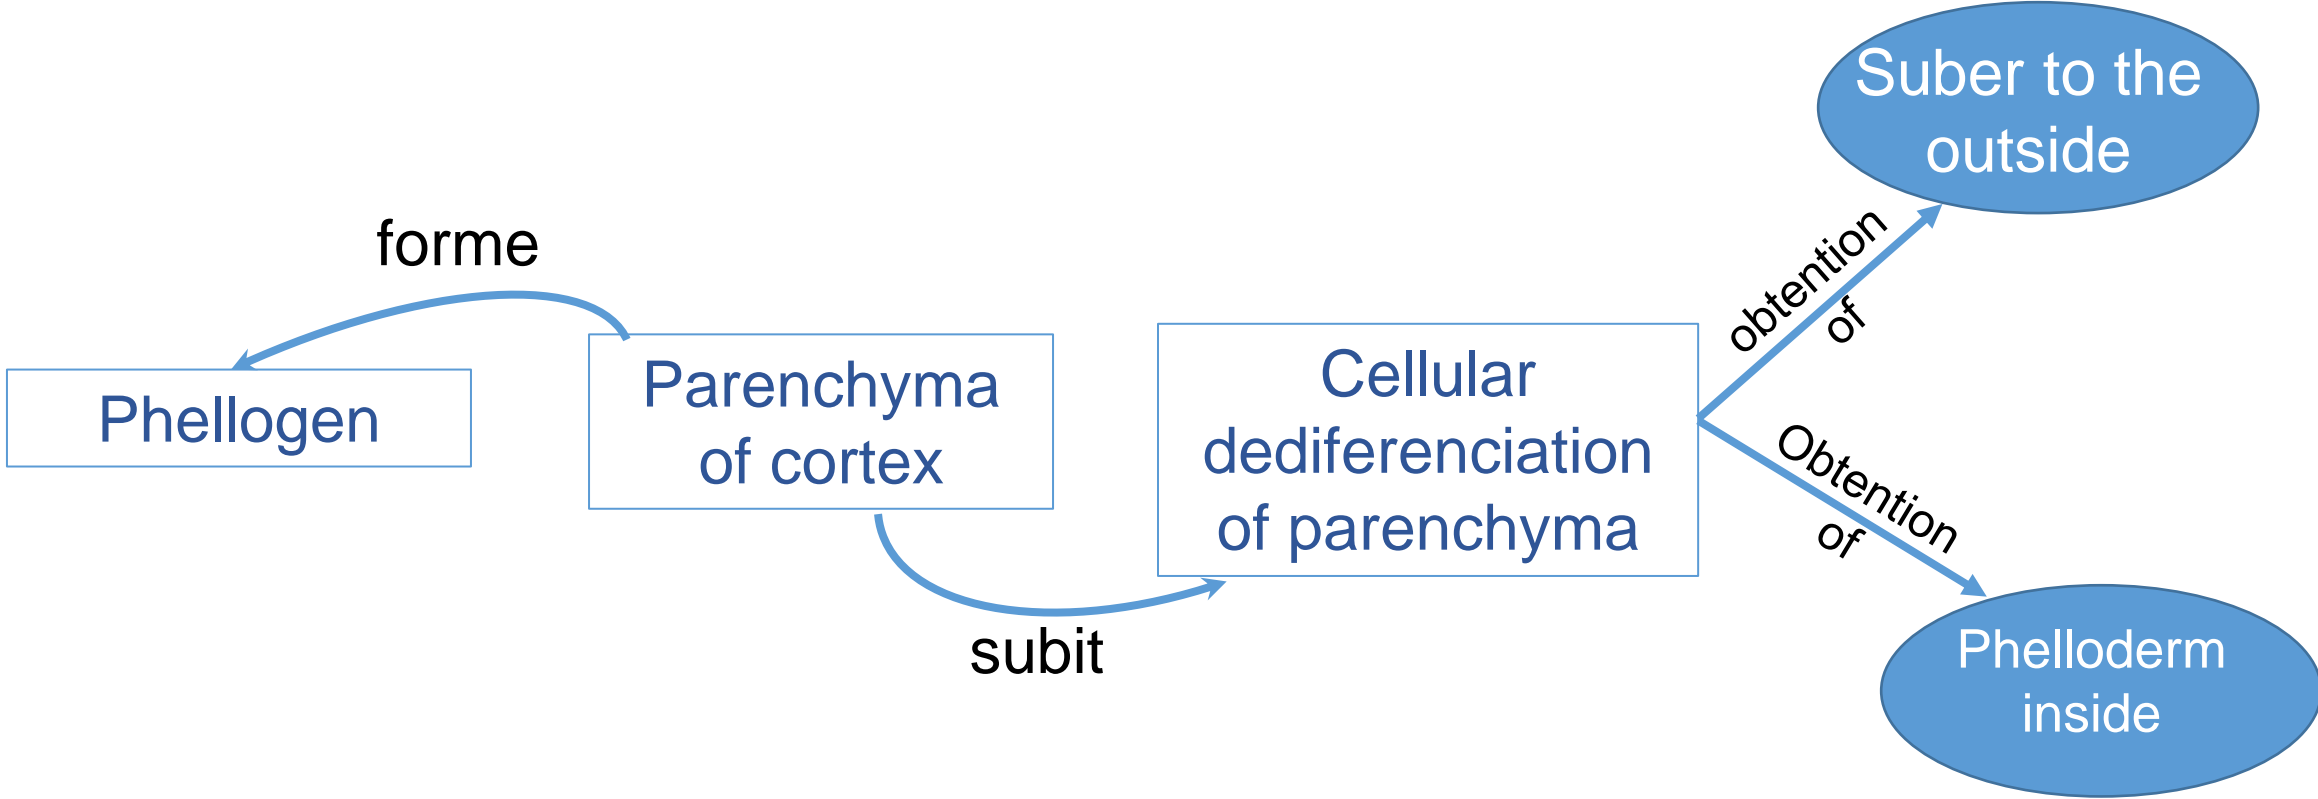 forme
Phellogen
Parenchyma
of cortex
subit
Cellular
dediferenciation
of parenchyma
obtention
of
Suber to the
outside
Obtention
of
Phelloderm
inside